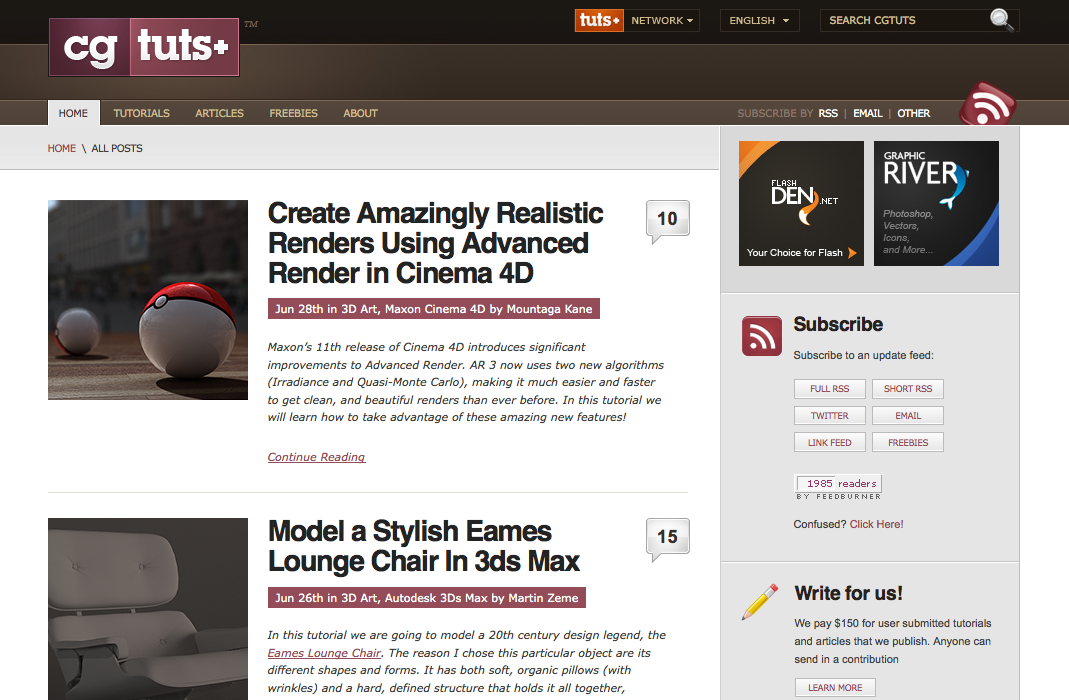 cg tuts+ TM
tuts+ NETWORK
ENGLISH
SEARCH CGTUTS
HOME TUTORIALS ARTICLES FREEBIES ABOUT
SUBSCRIBE BY RSS | EMAIL | OTHER
HOME \ ALL POSTS
Create Amazingly Realistic
Renders Using Advanced
Render in Cinema 4D
10
Jun 28th in 3D Art, Maxon Cinema 4D by Mountaga Kane
Maxon's 11th release of Cinema 4D introduces significant
improvements to Advanced Render. AR 3 now uses two new algorithms
(Irradiance and Quasi-Monte Carlo), making it much easier and faster
to get clean, and beautiful renders than ever before. In this tutorial we
will learn how to take advantage of these amazing new features!
Continue Reading
Model a Stylish Eames
Lounge Chair In 3ds Max
15
Jun 26th in 3D Art, Autodesk 3Ds Max by Martin Zeme
In this tutorial we are going to model a 20th century design legend, the
Eames Lounge Chair. The reason I chose this particular object are its
different shapes and forms. It has both soft, organic pillows (with
wrinkles) and a hard, defined structure that holds it all together,
FLASH
DEN.NET
Your Choice for Flash
GRAPHIC
RIVER
Photoshop,
Vectors,
Icons,
and More...
Subscribe
Subscribe to an update feed:
FULL RSS SHORT RSS
TWITTER EMAIL
LINK FEED FREEBIES
1985 readers
BY FEEDBURNER
Confused? Click Here!
Write for us!
We pay $150 for user submitted tutorials
and articles that we publish. Anyone can
send in a contribution
LEARN MORE